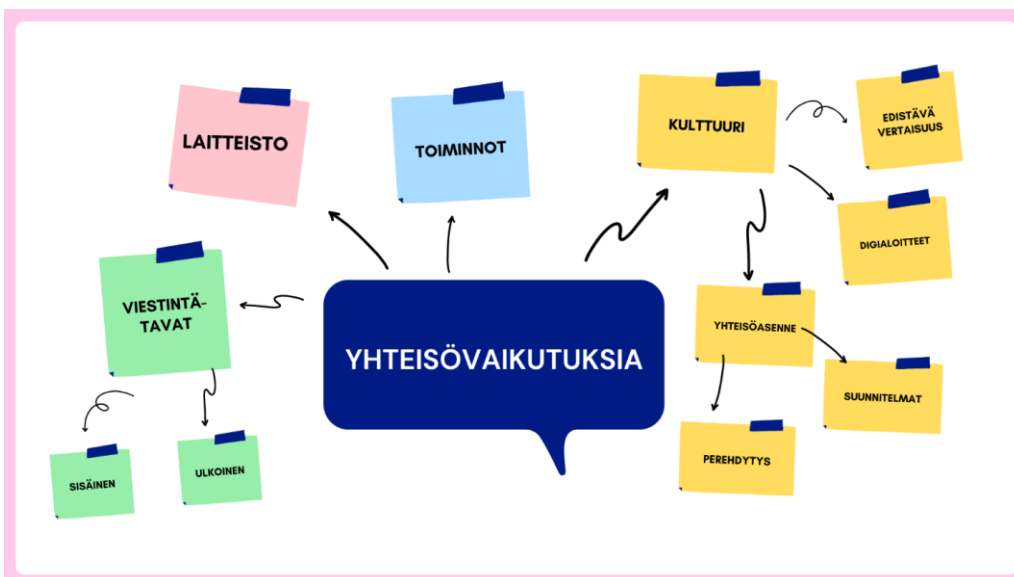 LAITTEISTO
TOIMINNOT
KULTTUURI
EDISTÄVÄ
VERTAISUUS
DIGIALOITTEET
VIESTINTÄ-
TAVAT
YHTEISÖVAIKUTUKSIA
YHTEISÖASENNE
SUUNNITELMAT
PEREHDYTYS
SISÄINEN
ULKOINEN